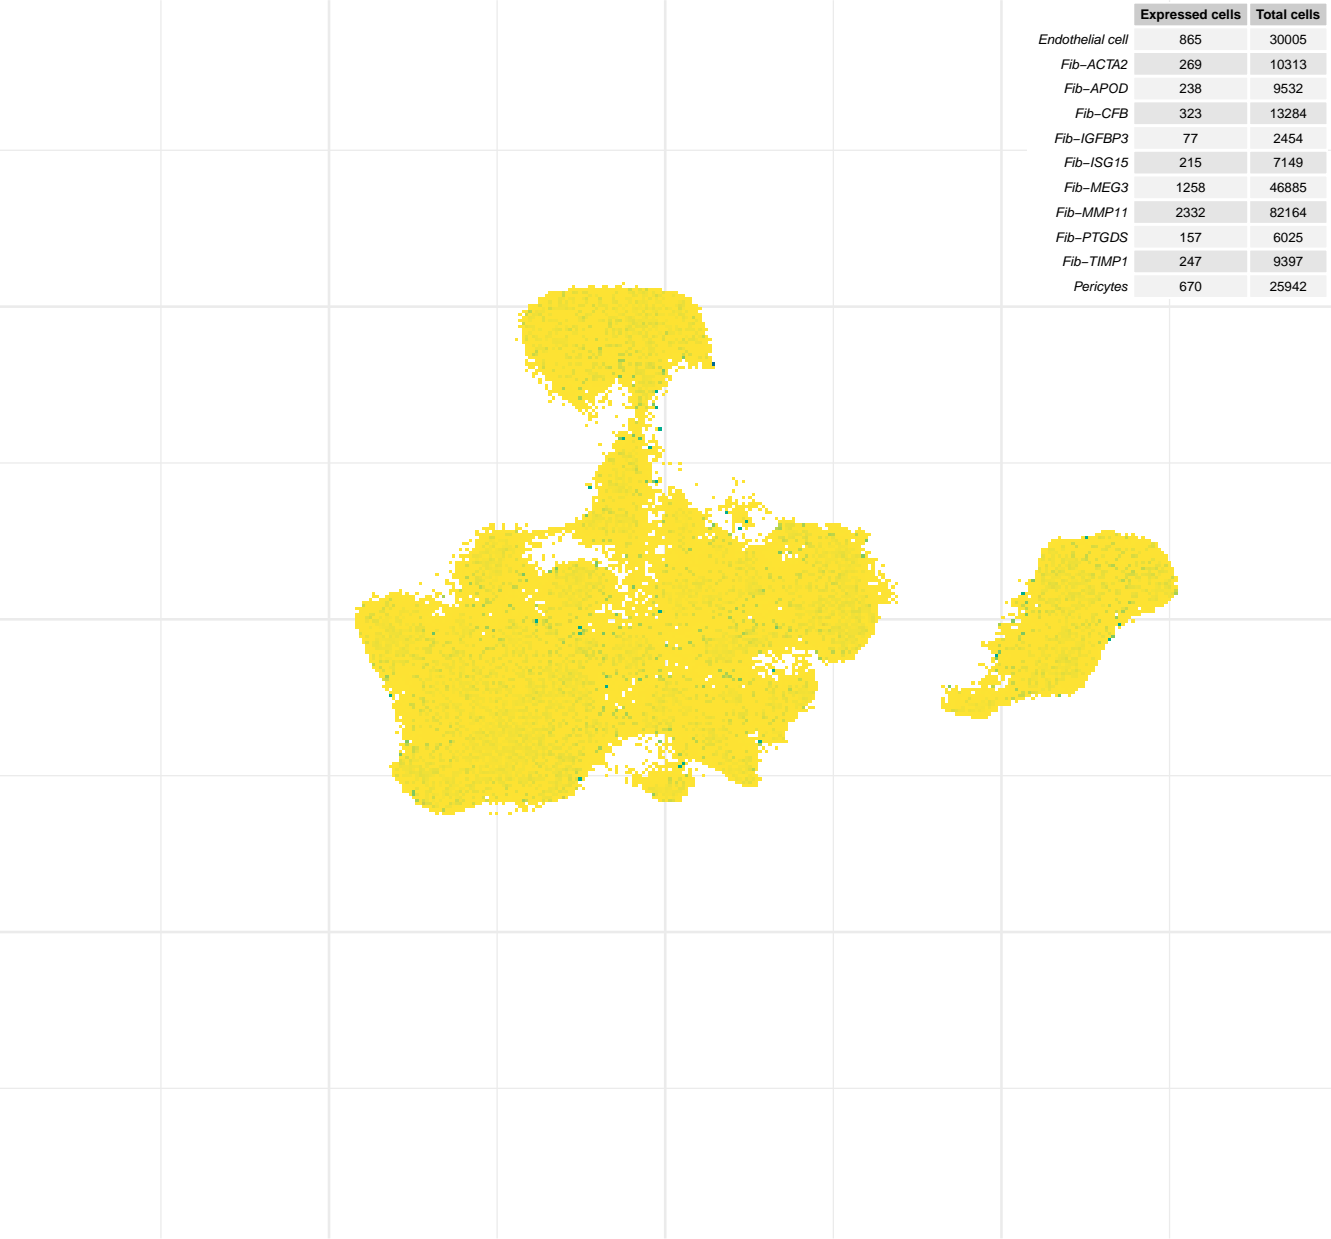 Expressed cells Total cells
Endothelial cell 865 30005
Fib−ACTA2 269 10313
Fib−APOD 238 9532
Fib−CFB 323 13284
Fib−IGFBP3 77 2454
Fib−ISG15 215 7149
Fib−MEG3 1258 46885
Fib−MMP11 2332 82164
Fib−PTGDS 157 6025
Fib−TIMP1 247 9397
Pericytes 670 25942